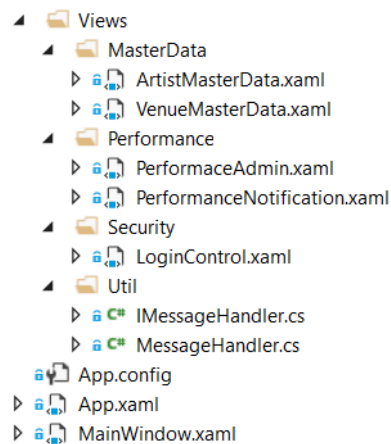 Views
MasterData
ArtistMasterData.xaml
VenueMasterData.xaml
Performance
PerformaceAdmin.xaml
PerformanceNotification.xaml
Security
LoginControl.xaml
Util
C# IMessageHandler.cs
C# MessageHandler.cs
App.config
App.xaml
MainWindow.xaml